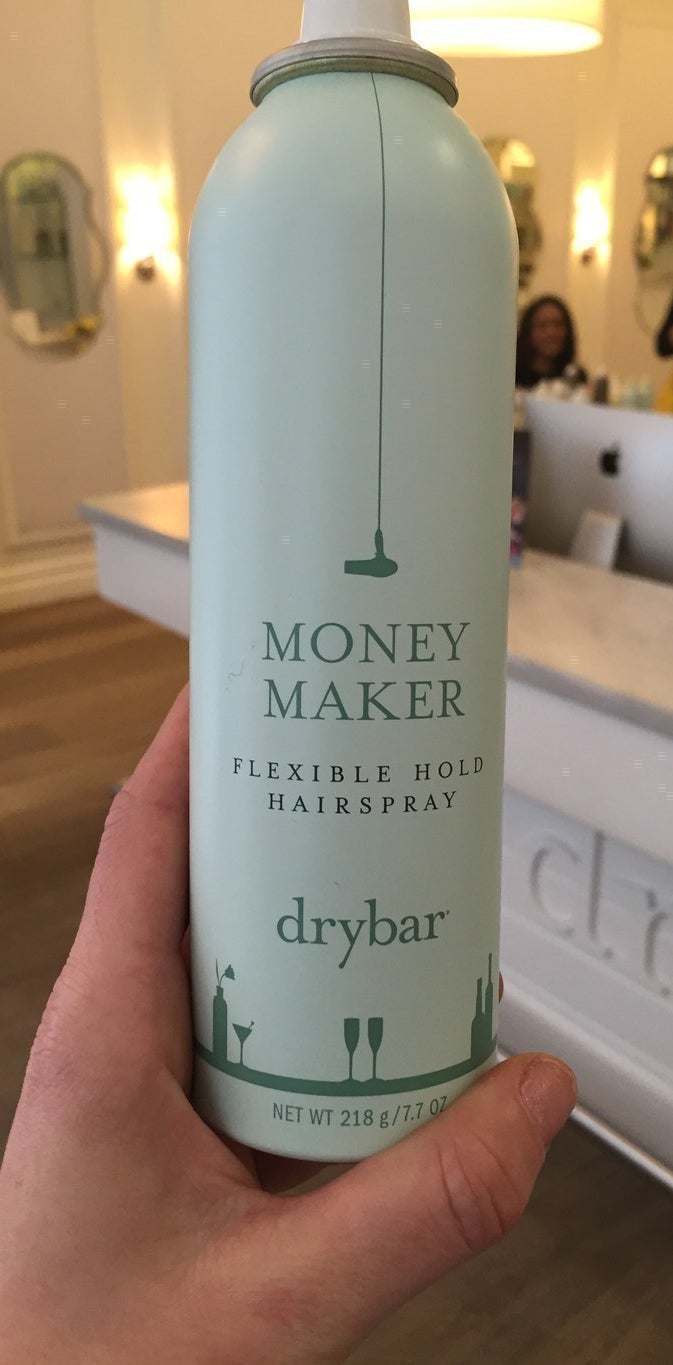 MONEY
MAKER
FLEXIBLE HOLD
HAIRSPRAY
drybar
NET WT 218 g/7.7 OZ